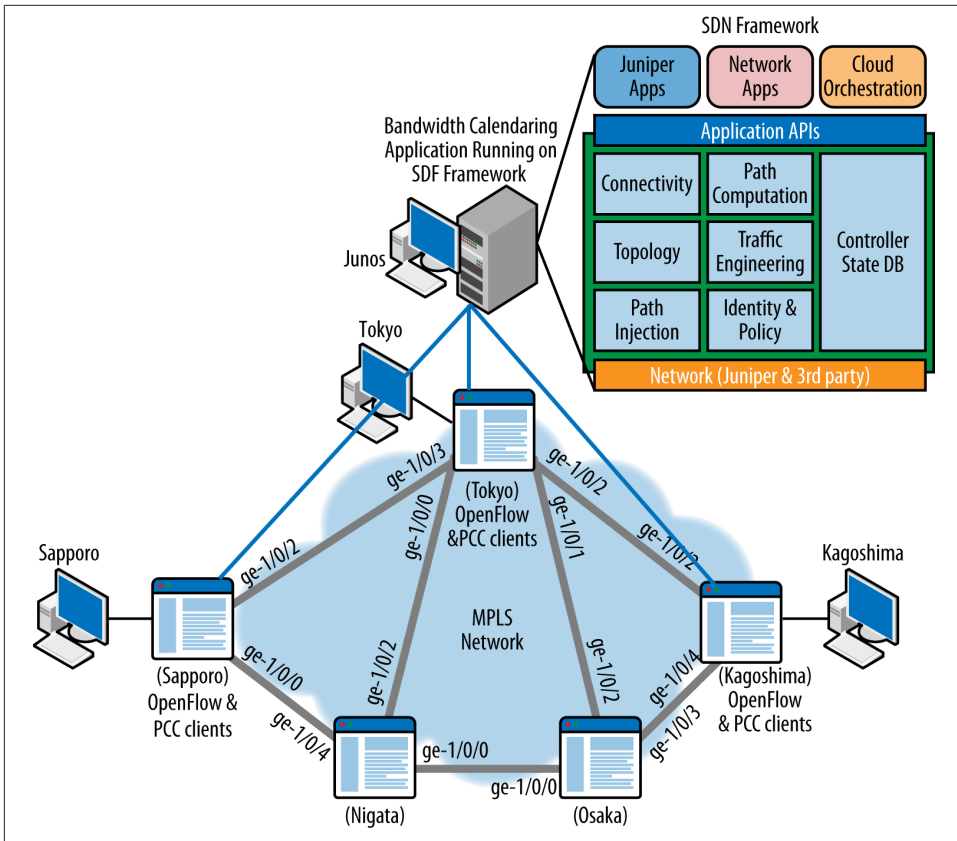 SDN Framework
Juniper
Apps
Network
Apps
Cloud
Orchestration
Application APIs
Connectivity
Path
Computation
Controller
State DB
Topology
Traffic
Engineering
Path
Injection
Identity &
Policy
Network (Juniper & 3rd party)
Bandwidth Calendaring
Application Running on
SDF Framework
Junos
Tokyo
(Tokyo)
OpenFlow
&PCC clients
ge-1/0/3
ge-1/0/2
ge-1/0/0
ge-1/0/2
ge-1/0/1
ge-1/0/2
ge-1/0/2
ge-1/0/2
Sapporo
(Sapporo)
OpenFlow &
PCC clients
MPLS
Network
Kagoshima
(Kagoshima)
OpenFlow
& PCC clients
ge-1/0/0
ge-1/0/4
ge-1/0/4
ge-1/0/3
ge-1/0/0
ge-1/0/0
(Nigata)
(Osaka)